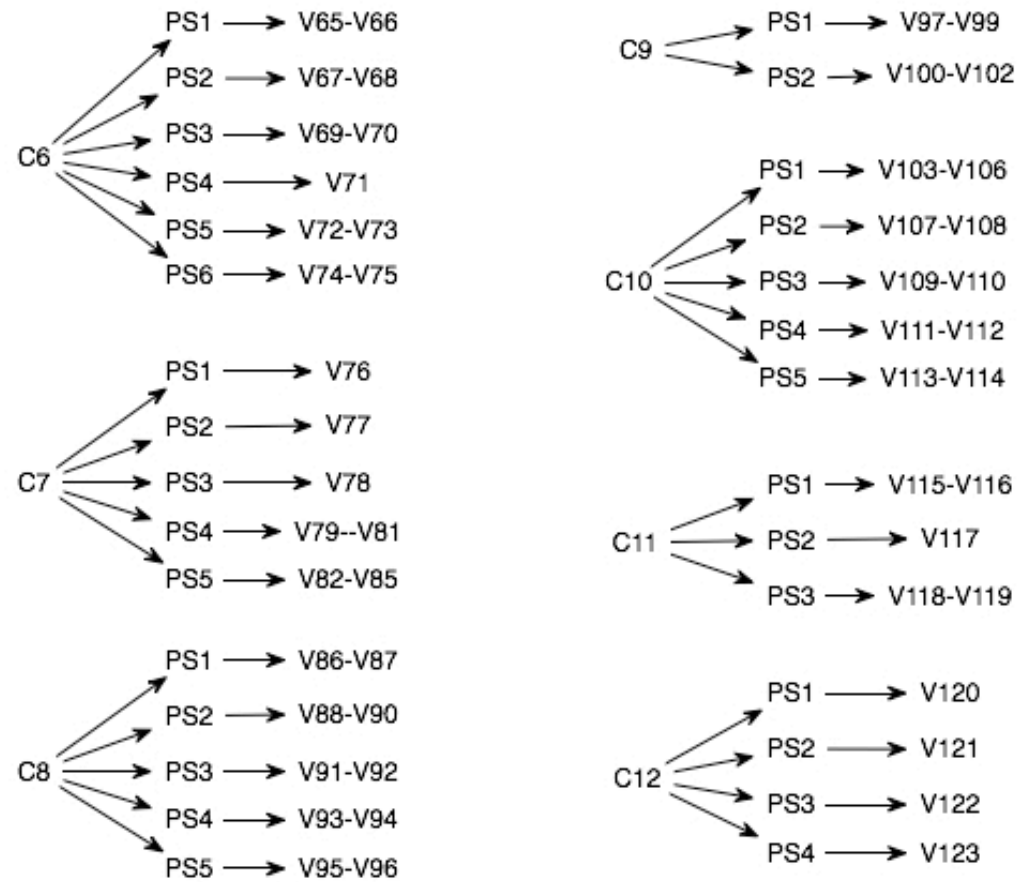 C6
PS1 V65-V66
PS2 V67-V68
PS3 V69-V70
PS4 V71
PS5 V72-V73
PS6 V74-V75
C7
PS1 V76
PS2 V77
PS3 V78
PS4 V79--V81
PS5 V82-V85
C8
PS1 V86-V87
PS2 V88-V90
PS3 V91-V92
PS4 V93-V94
PS5 V95-V96
C9
PS1 V97-V99
PS2 V100-V102
C10
PS1 V103-V106
PS2 V107-V108
PS3 V109-V110
PS4 V111-V112
PS5 V113-V114
C11
PS1 V115-V116
PS2 V117
PS3 V118-V119
C12
PS1 V120
PS2 V121
PS3 V122
PS4 V123